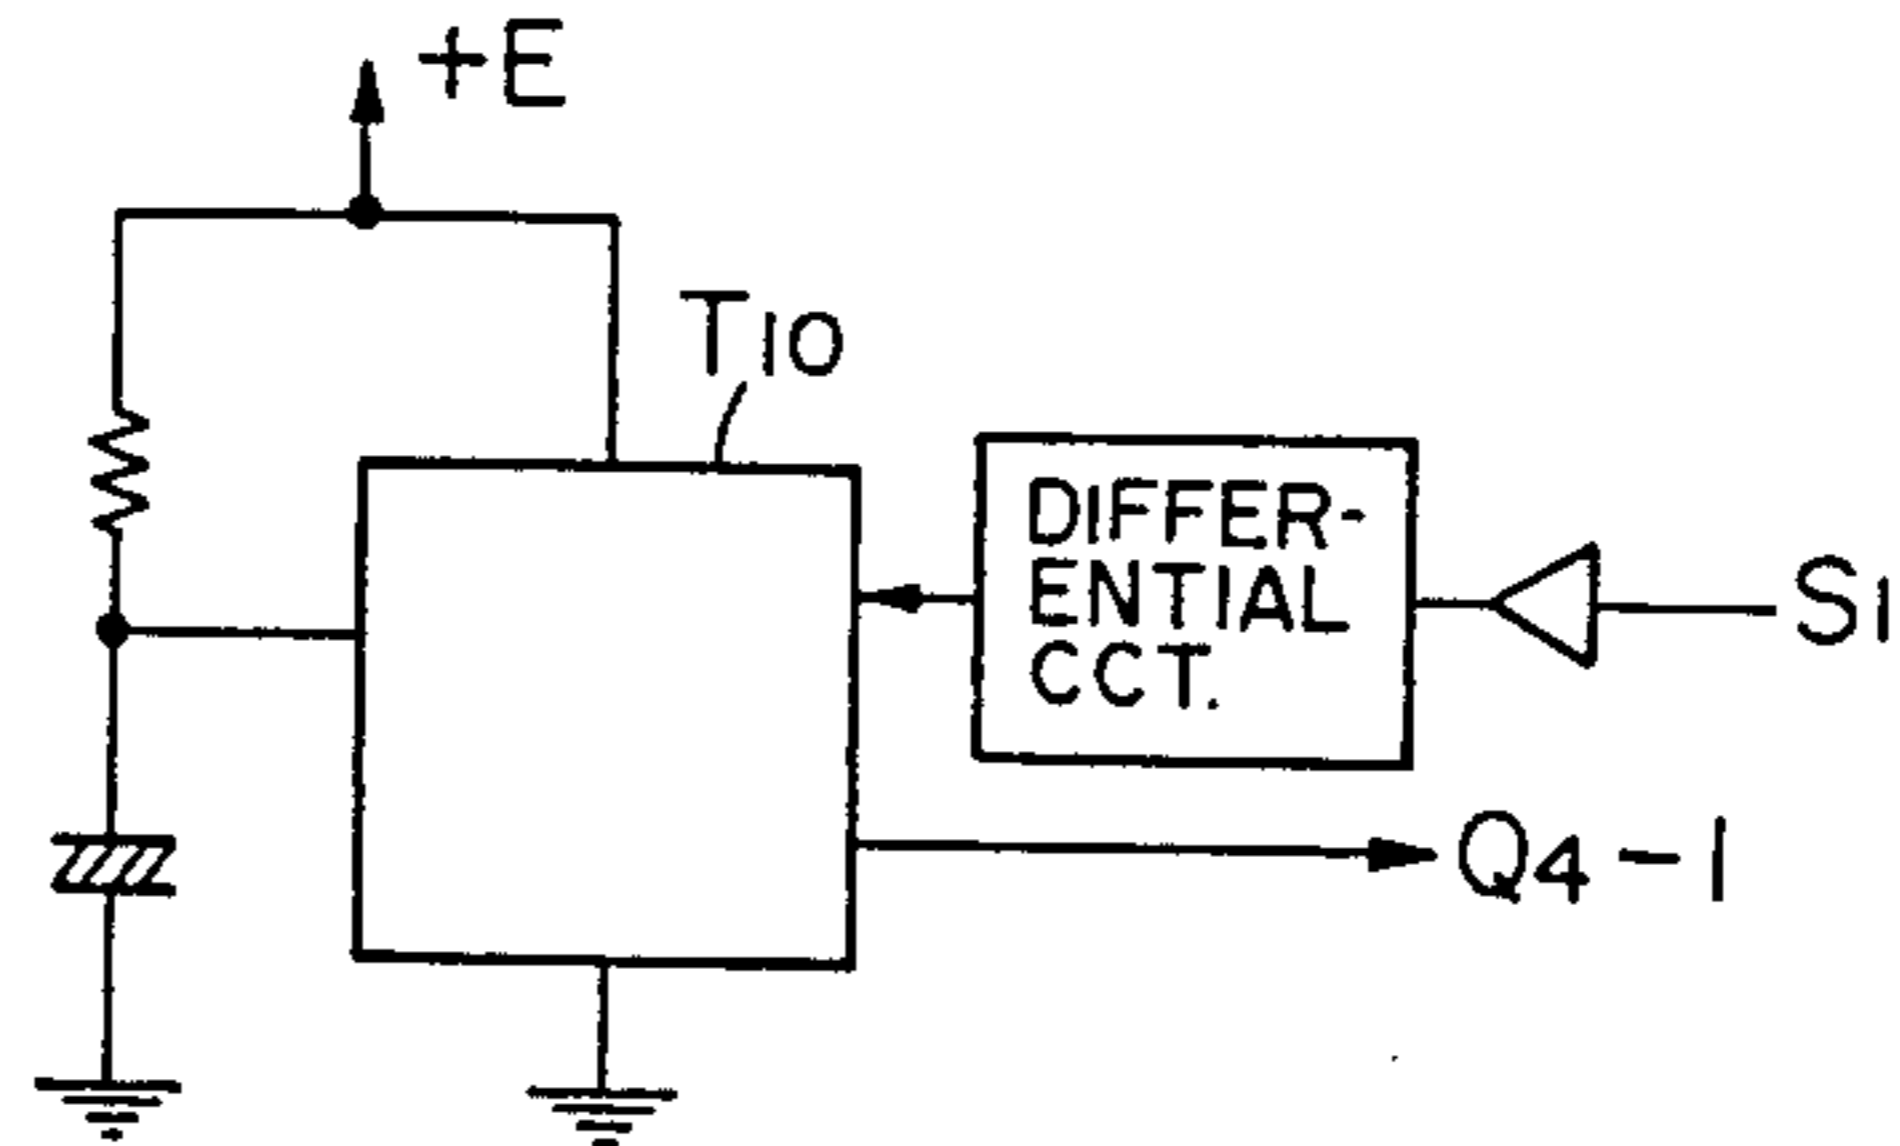 +E
T10
DIFFER-
ENTIAL
CCT.
S1
Q4-1